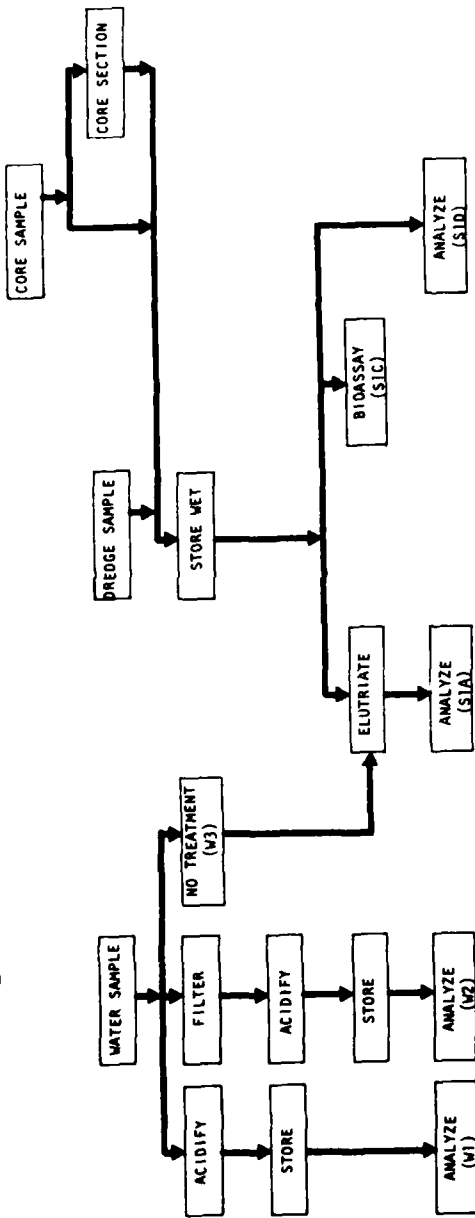 WATER SAMPLE
ACIDIFY
STORE
ANALYZE
(W1)
FILTER
ACIDIFY
STORE
ANALYZE
(W2)
NO TREATMENT
(W3)
DREDGE SAMPLE
CORE SAMPLE
CORE SECTION
STORE WET
ELUTRIATE
ANALYZE
(S1A)
BIOASSAY
(S1C)
ANALYZE
(S1D)